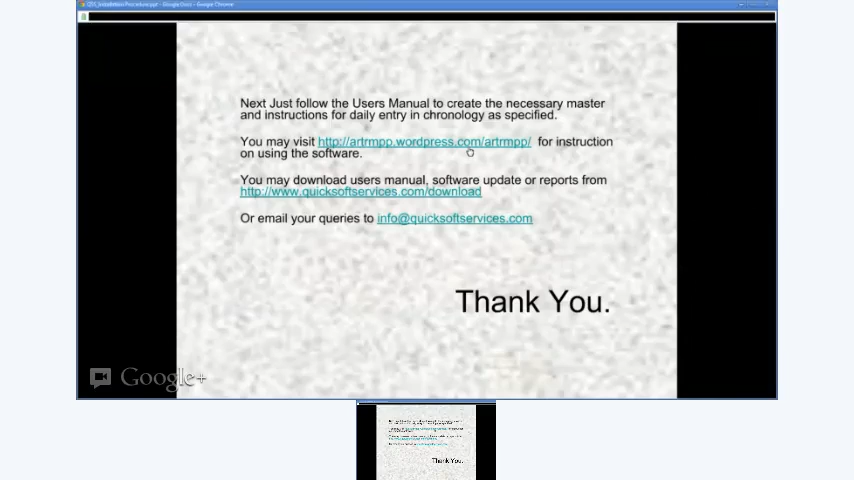 Next Just follow the Users Manual to create the necessary master
and instructions for daily entry in chronology as specified.
You may visit http://artrmpp.wordpress.com/artrmpp/ for instruction
on using the software.
You may download users manual, software update or reports from
http://www.quicksoftservices.com/download
Or email your queries to info@quicksoftservices.com
Thank You.
Google+
Thank You.